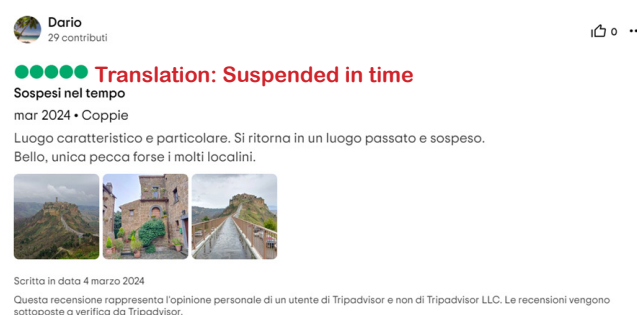 Dario
29 contributi
0
Translation: Suspended in time
Sospesi nel tempo
mar 2024 • Coppie
Luogo caratteristico e particolare. Si ritorna in un luogo passato e sospeso.
Bello, unica pecca forse i molti localini.
Scritta in data 4 marzo 2024
Questa recensione rappresenta l'opinione personale di un utente di Tripadvisor e non di Tripadvisor LLC. Le recensioni vengono
sottoposte a verifica da Tripadvisor.